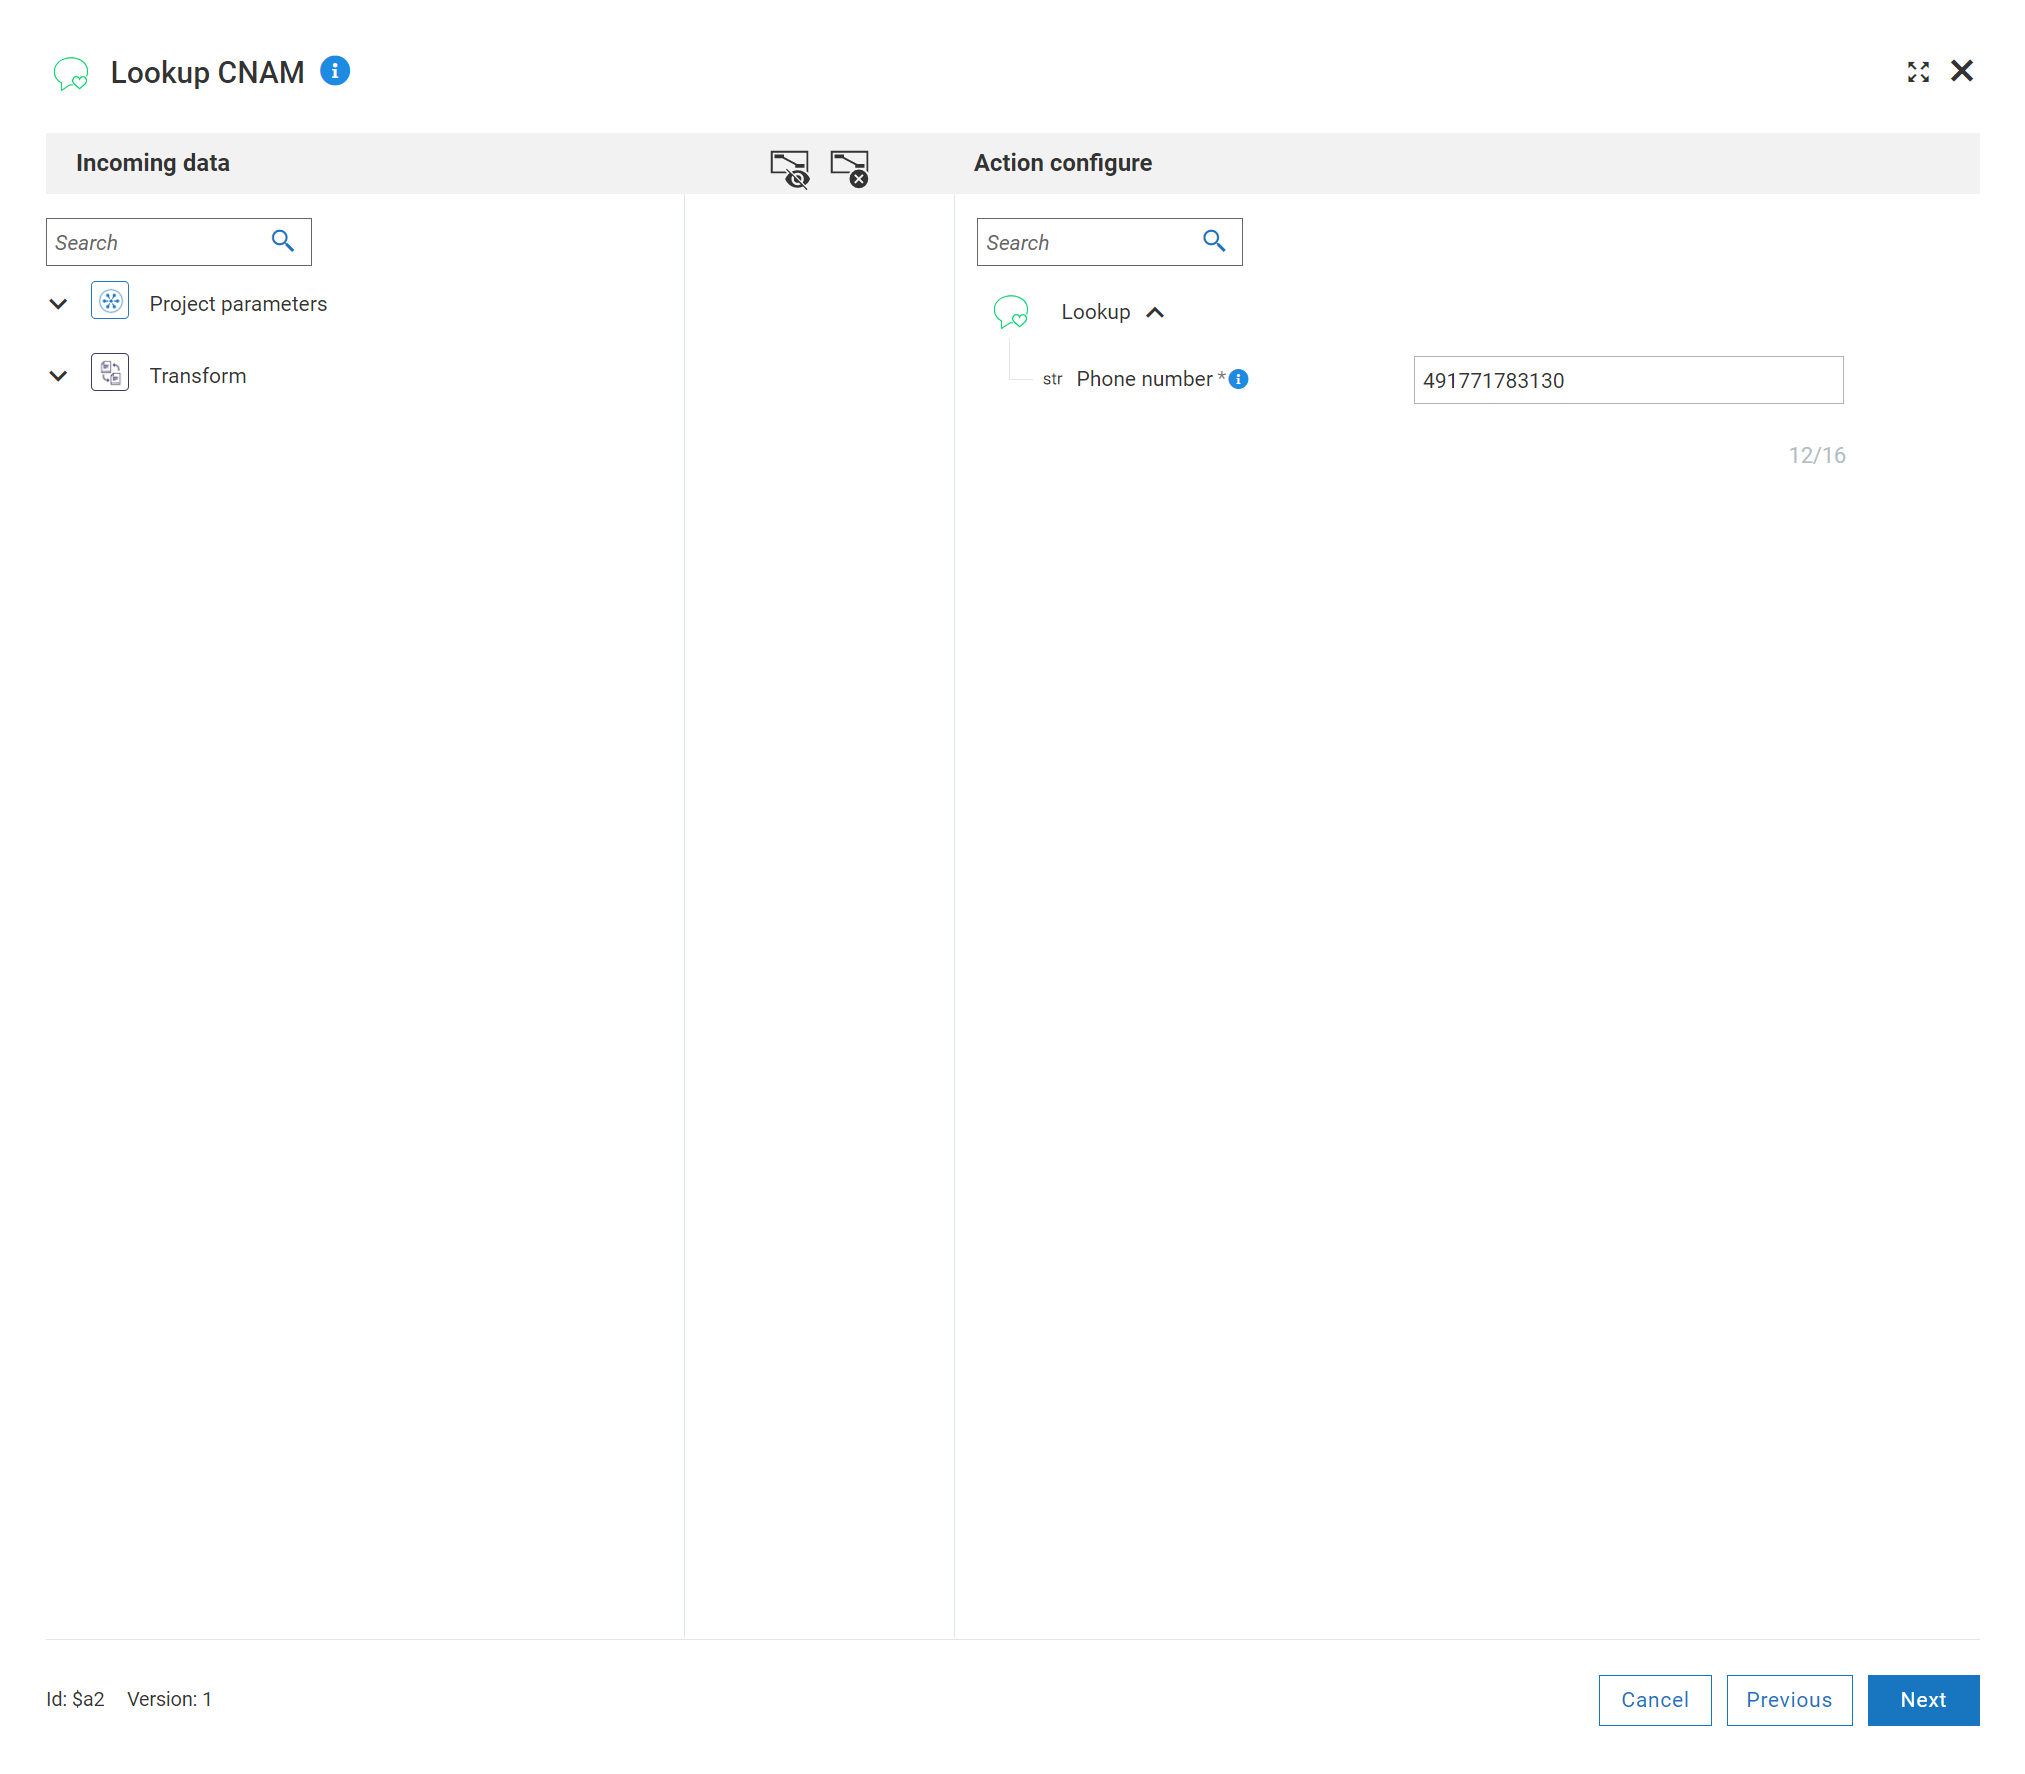 Lookup CNAM
Incoming data
Action configure
Search
Search
Project parameters
Transform
Lookup
str Phone number *
491771783130
12/16
Id: $a2 Version: 1
Cancel Previous Next